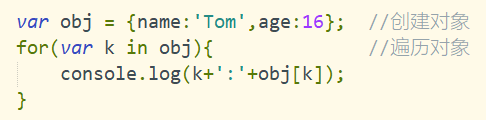 var obj = {name:'Tom',age:16};  //创建对象
for(var k in obj){              //遍历对象
    console.log(k+':'+obj[k]);
}